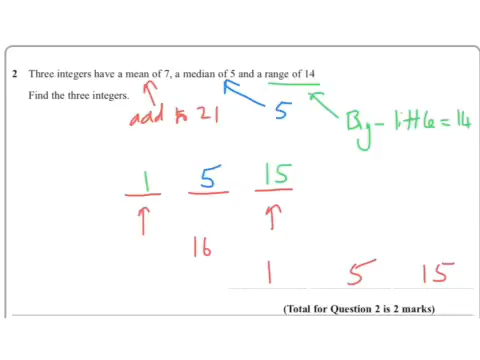 2 Three integers have a mean of 7, a median of 5 and a range of 14
Find the three integers.
add to 21
5
Big - little = 14
1 5 15
16
1 5 15
(Total for Question 2 is 2 marks)